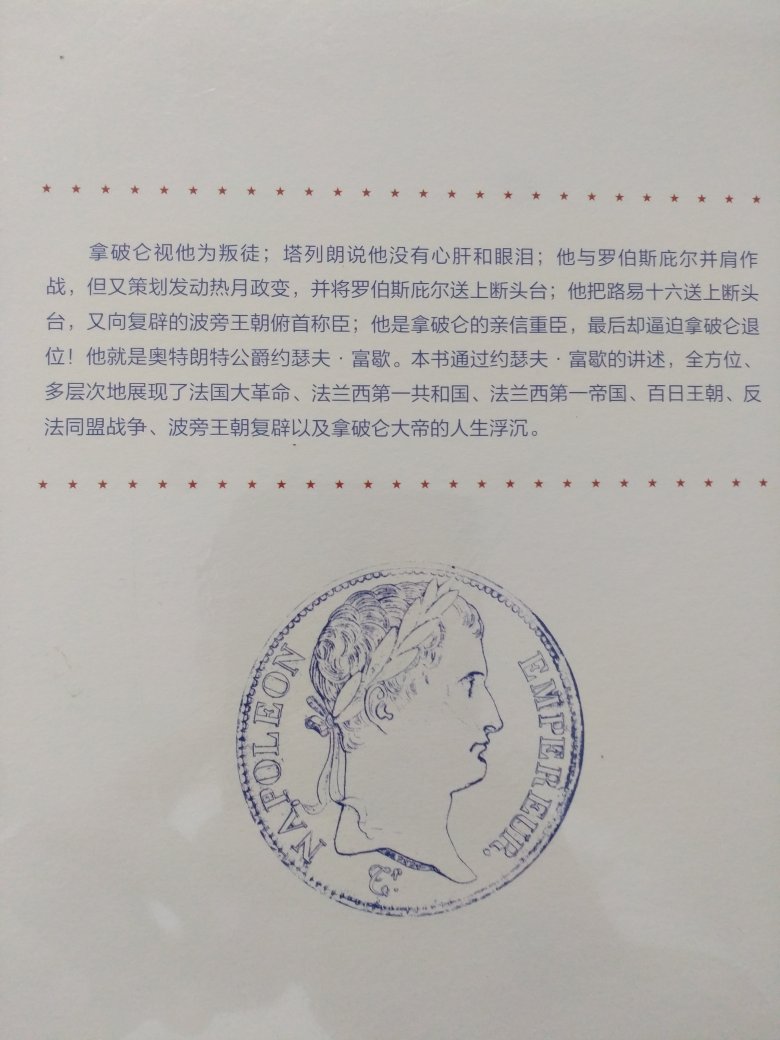 拿破仑视他为叛徒；塔列朗说他没有心肝和眼泪；他与罗伯斯庇尔并肩作
战，但又策划发动热月政变，并将罗伯斯庇尔送上断头台；他把路易十六送上断头
台，又向复辟的波旁王朝俯首称臣；他是拿破仑的亲信重臣，最后却逼迫拿破仑退
位！他就是奥特朗特公爵约瑟夫·富歇。本书通过约瑟夫·富歇的讲述，全方位、
多层次地展现了法国大革命、法兰西第一共和国、法兰西第一帝国、百日王朝、反
法同盟战争、波旁王朝复辟以及拿破仑大帝的人生浮沉。
NAPOLEON
EMPEREUR.